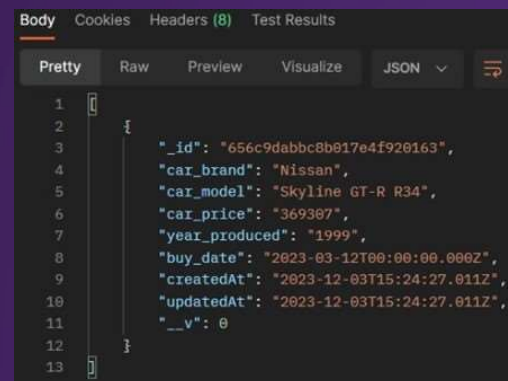 Body Cookies Headers (8) Test Results
Pretty Raw Preview Visualize JSON
1 [
2 {
3 "_id": "656c9dabbc8b017e4f920163",
4 "car_brand": "Nissan",
5 "car_model": "Skyline GT-R R34",
6 "car_price": "369307",
7 "year_produced": "1999",
8 "buy_date": "2023-03-12T00:00:00.000Z",
9 "createdAt": "2023-12-03T15:24:27.011Z",
10 "updatedAt": "2023-12-03T15:24:27.011Z",
11 "__v": 0
12 }
13 ]